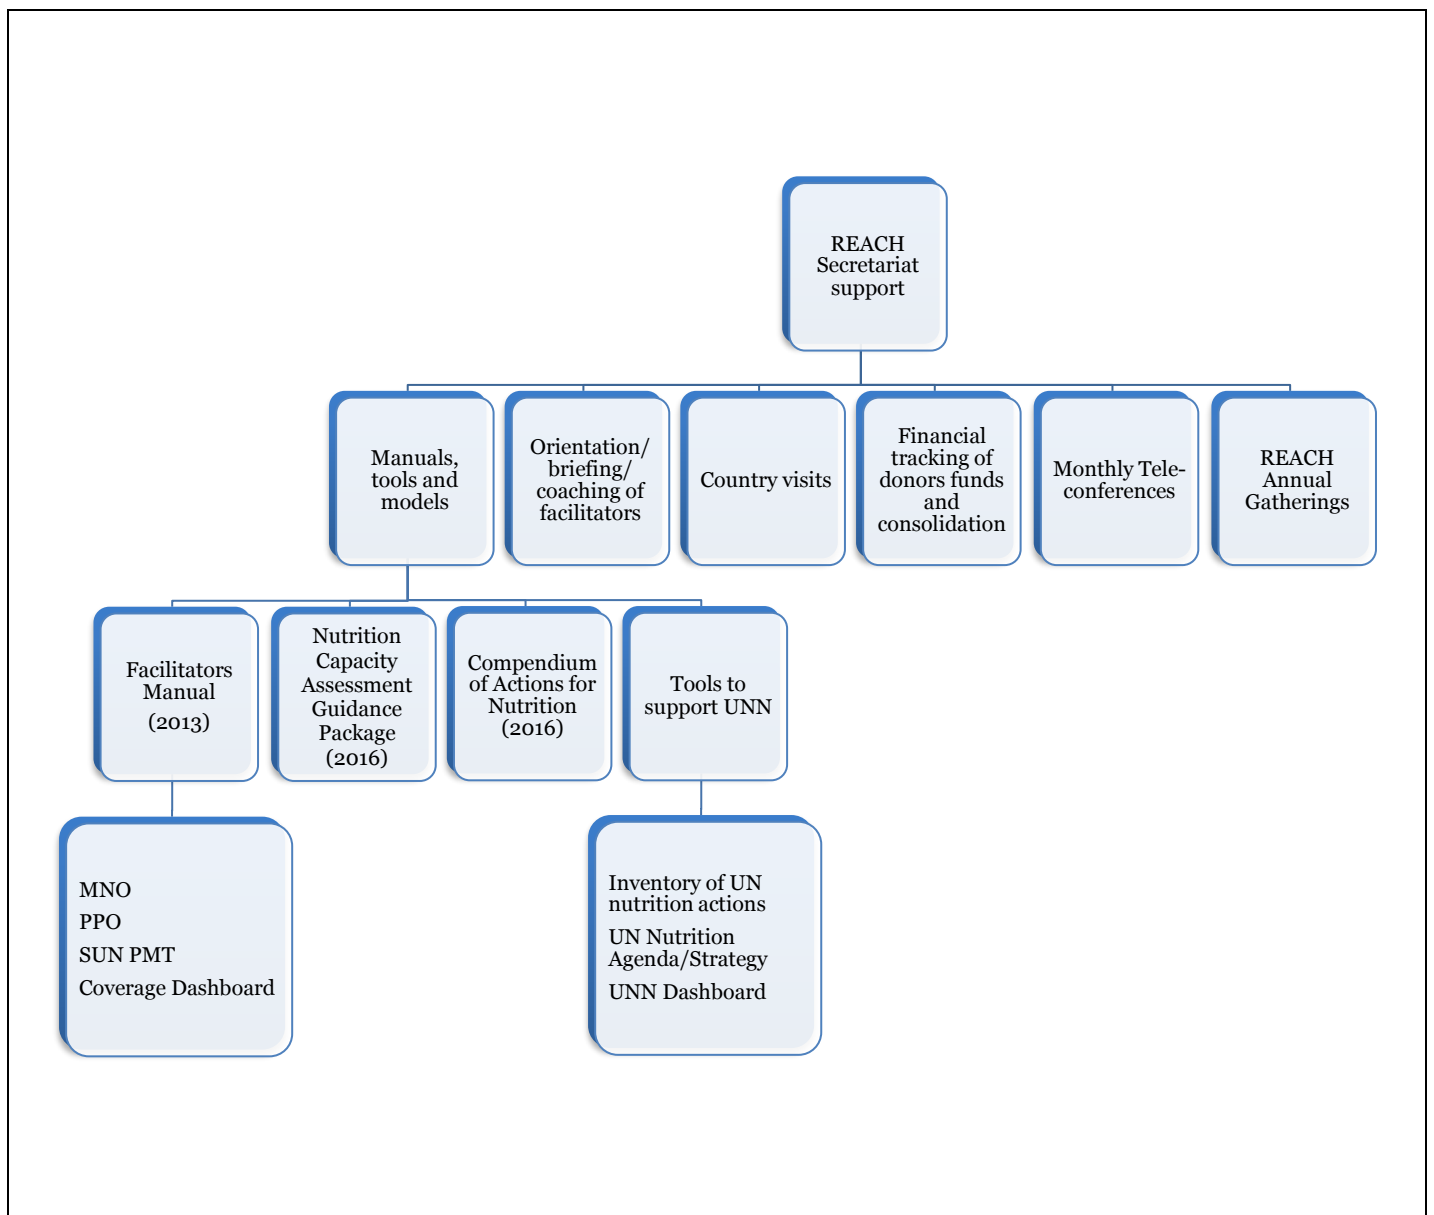 REACH
Secretariat
support
Manuals,
tools and
models
Orientation/
briefing/
coaching of
facilitators
Country visits
Financial
tracking of
donors funds
and
consolidation
Monthly Tele-
conferences
REACH
Annual
Gatherings
Facilitators
Manual
(2013)
Nutrition
Capacity
Assessment
Guidance
Package
(2016)
Compendium
of Actions for
Nutrition
(2016)
Tools to
support UNN
MNO
PPO
SUN PMT
Coverage Dashboard
Inventory of UN
nutrition actions
UN Nutrition
Agenda/Strategy
UNN Dashboard